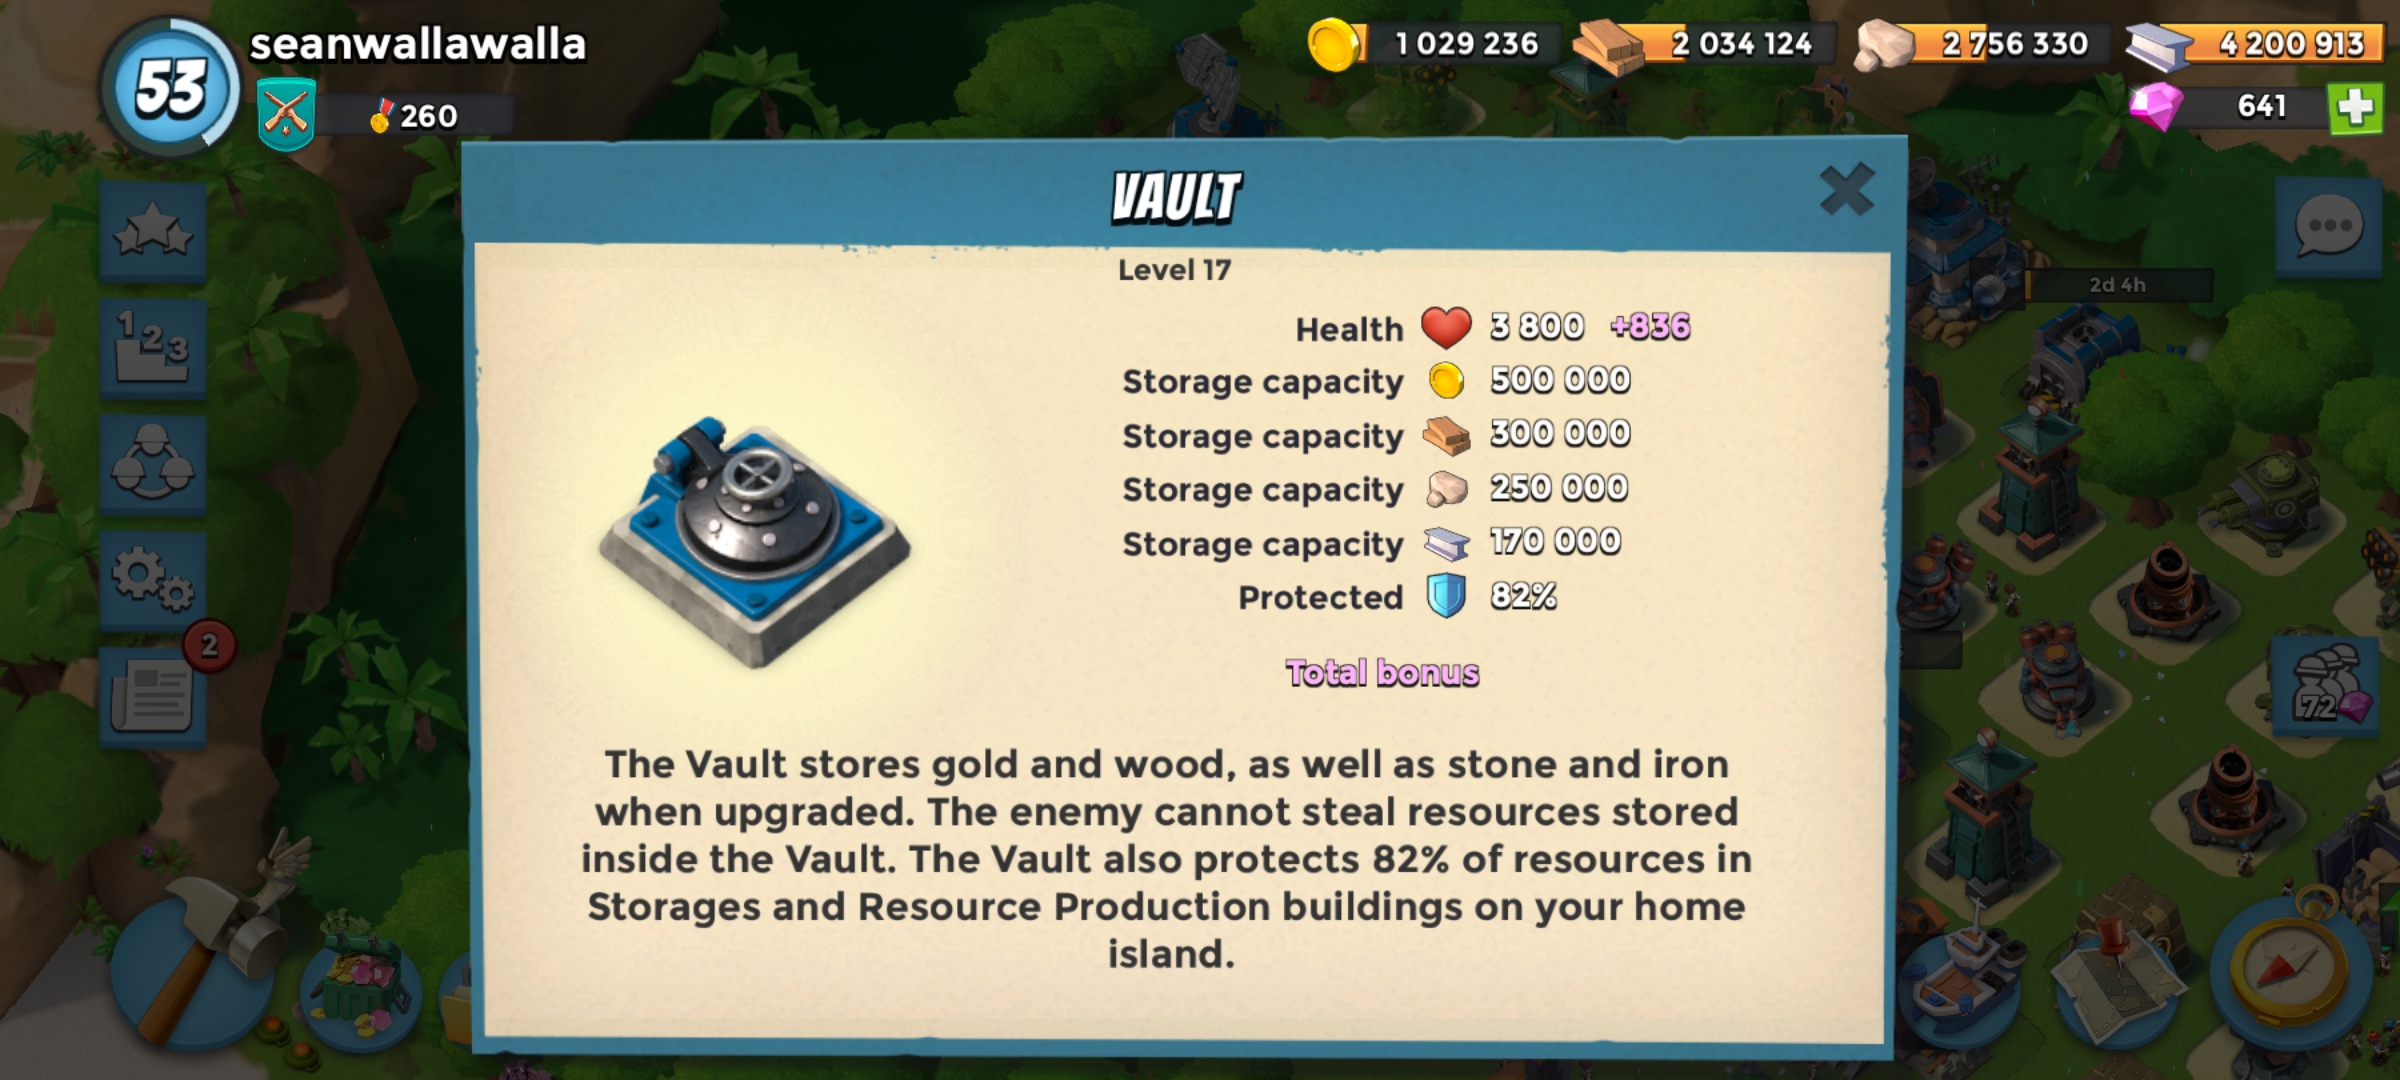 53
seanwallawalla
260
1 029 236
2 034 124
2 756 330
4 200 913
641
VAULT
Level 17
Health 3 800 +836
Storage capacity 500 000
Storage capacity 300 000
Storage capacity 250 000
Storage capacity 170 000
Protected 82%
Total bonus
The Vault stores gold and wood, as well as stone and iron
when upgraded. The enemy cannot steal resources stored
inside the Vault. The Vault also protects 82% of resources in
Storages and Resource Production buildings on your home
island.
1 2 3
2
2d 4h
72